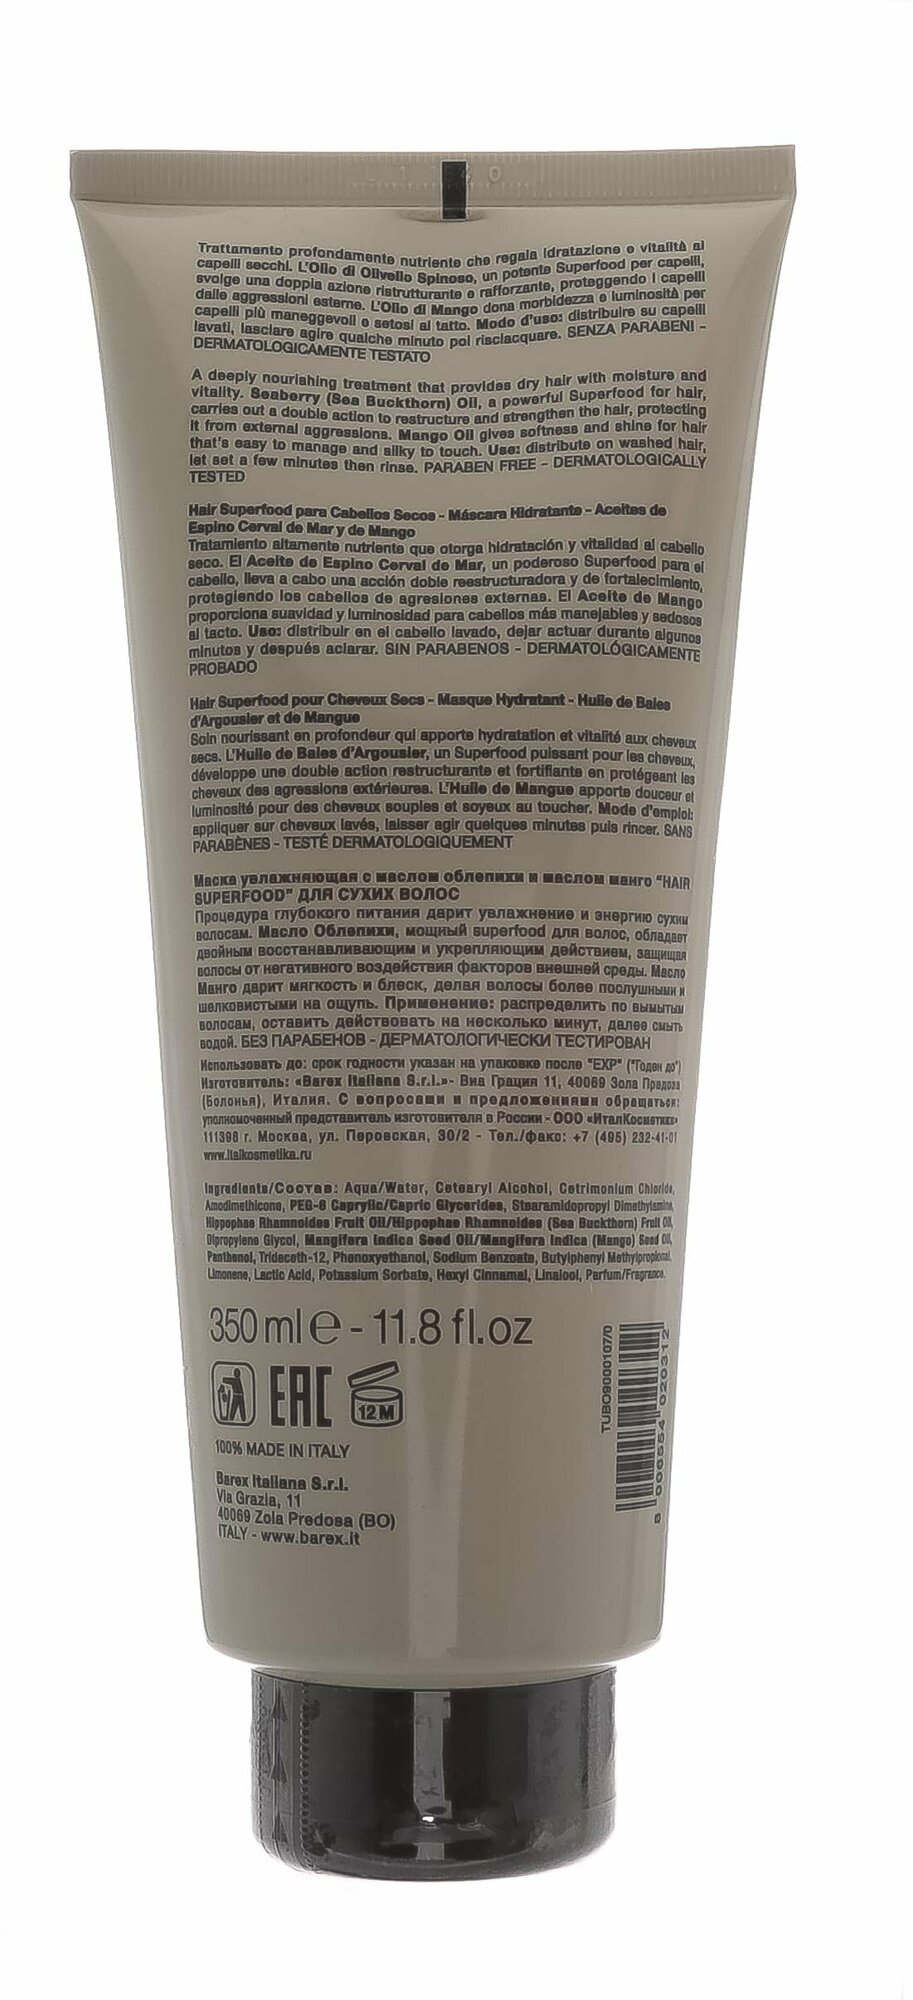 Trattamento profondamente nutriente che regala idratazione e vitalità ai
capelli secchi. L'Olio di Olivello Spinoso, un potente Superfood per capelli,
svolge una doppia azione ristrutturante e rafforzante, proteggendo i capelli
dalle aggressioni esterne. L'Olio di Mango dona morbidezza e luminosità per
capelli più maneggevoli e setosi al tatto. Modo d'uso: distribuire su capelli
lavati, lasciare agire qualche minuto poi risciacquare. SENZA PARABENI -
DERMATOLOGICAMENTE TESTATO
A deeply nourishing treatment that provides dry hair with moisture and
vitality. Seaberry (Sea Buckthorn) Oil, a powerful Superfood for hair,
carries out a double action to restructure and strengthen the hair, protecting
it from external aggressions. Mango Oil gives softness and shine for hair
that's easy to manage and silky to touch. Use: distribute on washed hair,
let set a few minutes then rinse. PARABEN FREE - DERMATOLOGICALLY
TESTED
Hair Superfood para Cabellos Secos - Máscara Hidratante - Aceites de
Espino Cerval de Mar y de Mango
Tratamiento altamente nutriente que otorga hidratación y vitalidad al cabello
seco. El Aceite de Espino Cerval de Mar, un poderoso Superfood para el
cabello, lleva a cabo una acción doble reestructuradora y de fortalecimiento,
protegiendo los cabellos de agresiones externas. El Aceite de Mango
proporciona suavidad y luminosidad para cabellos más manejables y sedosos
al tacto. Uso: distribuir en el cabello lavado, dejar actuar durante algunos
minutos y después aclarar. SIN PARABENOS - DERMATOLÓGICAMENTE
PROBADO
Hair Superfood pour Cheveux Secs - Masque Hydratant - Huile de Baies
d'Argousier et de Mangue
Soin nourissant en profondeur qui apporte hydratation et vitalité aux cheveux
secs. L'Huile de Baies d'Argousier, un Superfood puissant pour les cheveux,
développe une double action restructurante et fortifiante en protégeant les
cheveux des agressions extérieures. L'Huile de Mangue apporte douceur et
luminosité pour des cheveux souples et soyeux au toucher. Mode d'emploi:
appliquer sur cheveux lavés, laisser agir quelques minutes puis rincer. SANS
PARABÈNES - TESTÉ DERMATOLOGIQUEMENT
Маска увлажняющая с маслом облепихи и маслом манго "HAIR
SUPERFOOD" ДЛЯ СУХИХ ВОЛОС
Процедура глубокого питания дарит увлажнение и энергию сухим
волосам. Масло Облепихи, мощный superfood для волос, обладает
двойным восстанавливающим и укрепляющим действием, защищая
волосы от негативного воздействия факторов внешней среды. Масло
Манго дарит мягкость и блеск, делая волосы более послушными и
шелковистыми на ощупь. Применение: распределить по вымытым
волосам, оставить действовать на несколько минут, далее смыть
водой. БЕЗ ПАРАБЕНОВ - ДЕРМАТОЛОГИЧЕСКИ ТЕСТИРОВАН
Использовать до: срок годности указан на упаковке после "EXP" ("Годен до")
Изготовитель: «Barex Italiana S.r.l.»- Виа Грация 11, 40069 Зола Предоза
(Болонья), Италия. С вопросами и предложениями обращаться:
уполномоченный представитель изготовителя в России - ООО «ИталКосметика»
111398 г. Москва, ул. Перовская, 30/2 - Тел./факс: +7 (495) 232-41-01
www.italkosmetika.ru
Ingredients/Состав: Aqua/Water, Cetearyl Alcohol, Cetrimonium Chloride,
Amodimethicone, PEG-6 Caprylic/Capric Glycerides, Stearamidopropyl Dimethylamine,
Hippophae Rhamnoides Fruit Oil/Hippophae Rhamnoides (Sea Buckthorn) Fruit Oil,
Dipropylene Glycol, Mangifera Indica Seed Oil/Mangifera Indica (Mango) Seed Oil,
Panthenol, Trideceth-12, Phenoxyethanol, Sodium Benzoate, Butylphenyl Methylpropional,
Limonene, Lactic Acid, Potassium Sorbate, Hexyl Cinnamal, Linalool, Parfum/Fragrance.
350 ml ℮ - 11.8 fl.oz
EAC
12 M
100% MADE IN ITALY
Barex Italiana S.r.l.
Via Grazia, 11
40069 Zola Predosa (BO)
ITALY - www.barex.it
TUBO9000107/0
8 006554 020312